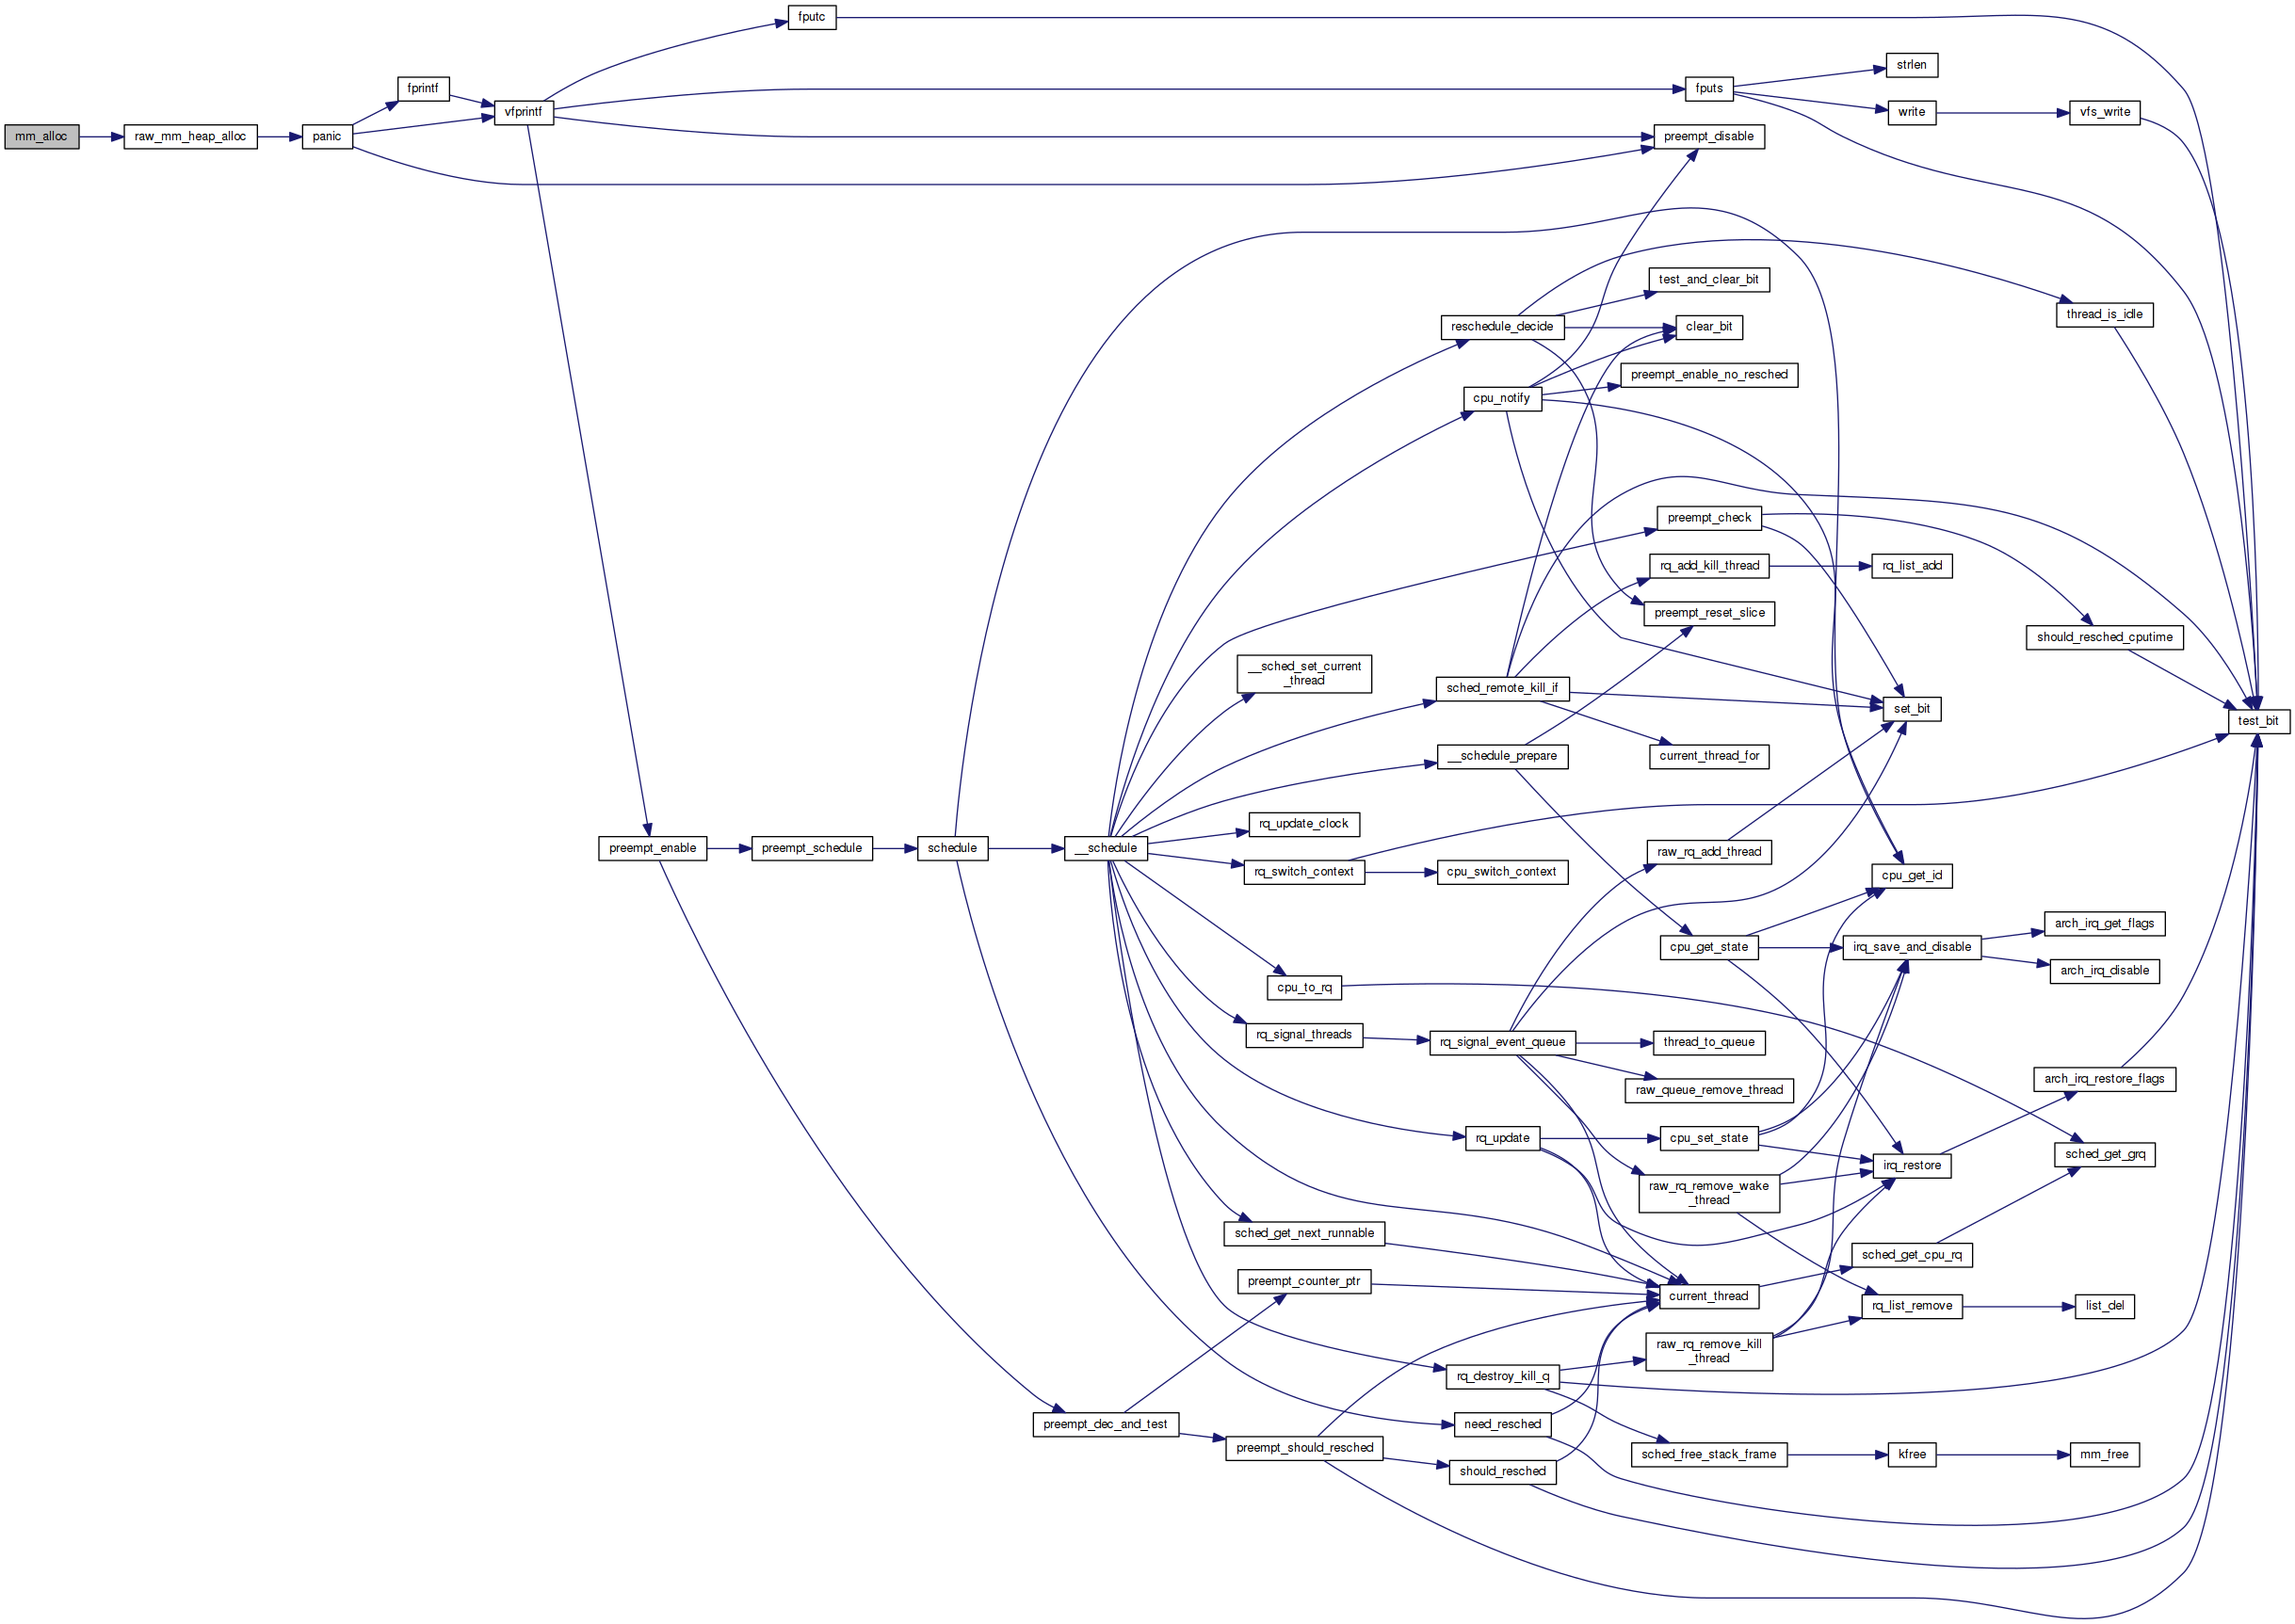 fputc
strlen
fprintf
fputs
vfprintf
write
vfs_write
mm_alloc
raw_mm_heap_alloc
panic
preempt_disable
test_and_clear_bit
thread_is_idle
reschedule_decide
clear_bit
preempt_enable_no_resched
cpu_notify
preempt_check
rq_add_kill_thread
rq_list_add
preempt_reset_slice
should_resched_cputime
__sched_set_current
_thread
sched_remote_kill_if
set_bit
test_bit
__schedule_prepare
current_thread_for
rq_update_clock
preempt_enable
preempt_schedule
schedule
__schedule
raw_rq_add_thread
rq_switch_context
cpu_switch_context
cpu_get_id
arch_irq_get_flags
cpu_get_state
irq_save_and_disable
arch_irq_disable
cpu_to_rq
rq_signal_threads
rq_signal_event_queue
thread_to_queue
arch_irq_restore_flags
raw_queue_remove_thread
rq_update
cpu_set_state
sched_get_grq
irq_restore
raw_rq_remove_wake
_thread
sched_get_next_runnable
sched_get_cpu_rq
preempt_counter_ptr
current_thread
rq_list_remove
list_del
raw_rq_remove_kill
_thread
rq_destroy_kill_q
preempt_dec_and_test
need_resched
preempt_should_resched
sched_free_stack_frame
kfree
mm_free
should_resched